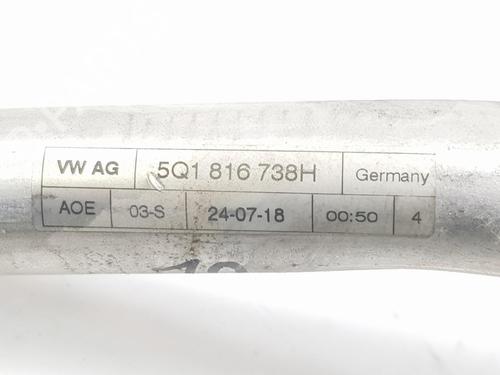 VW AG 5Q1 816 738H Germany
AOE 03-S 24-07-18 00:50 4